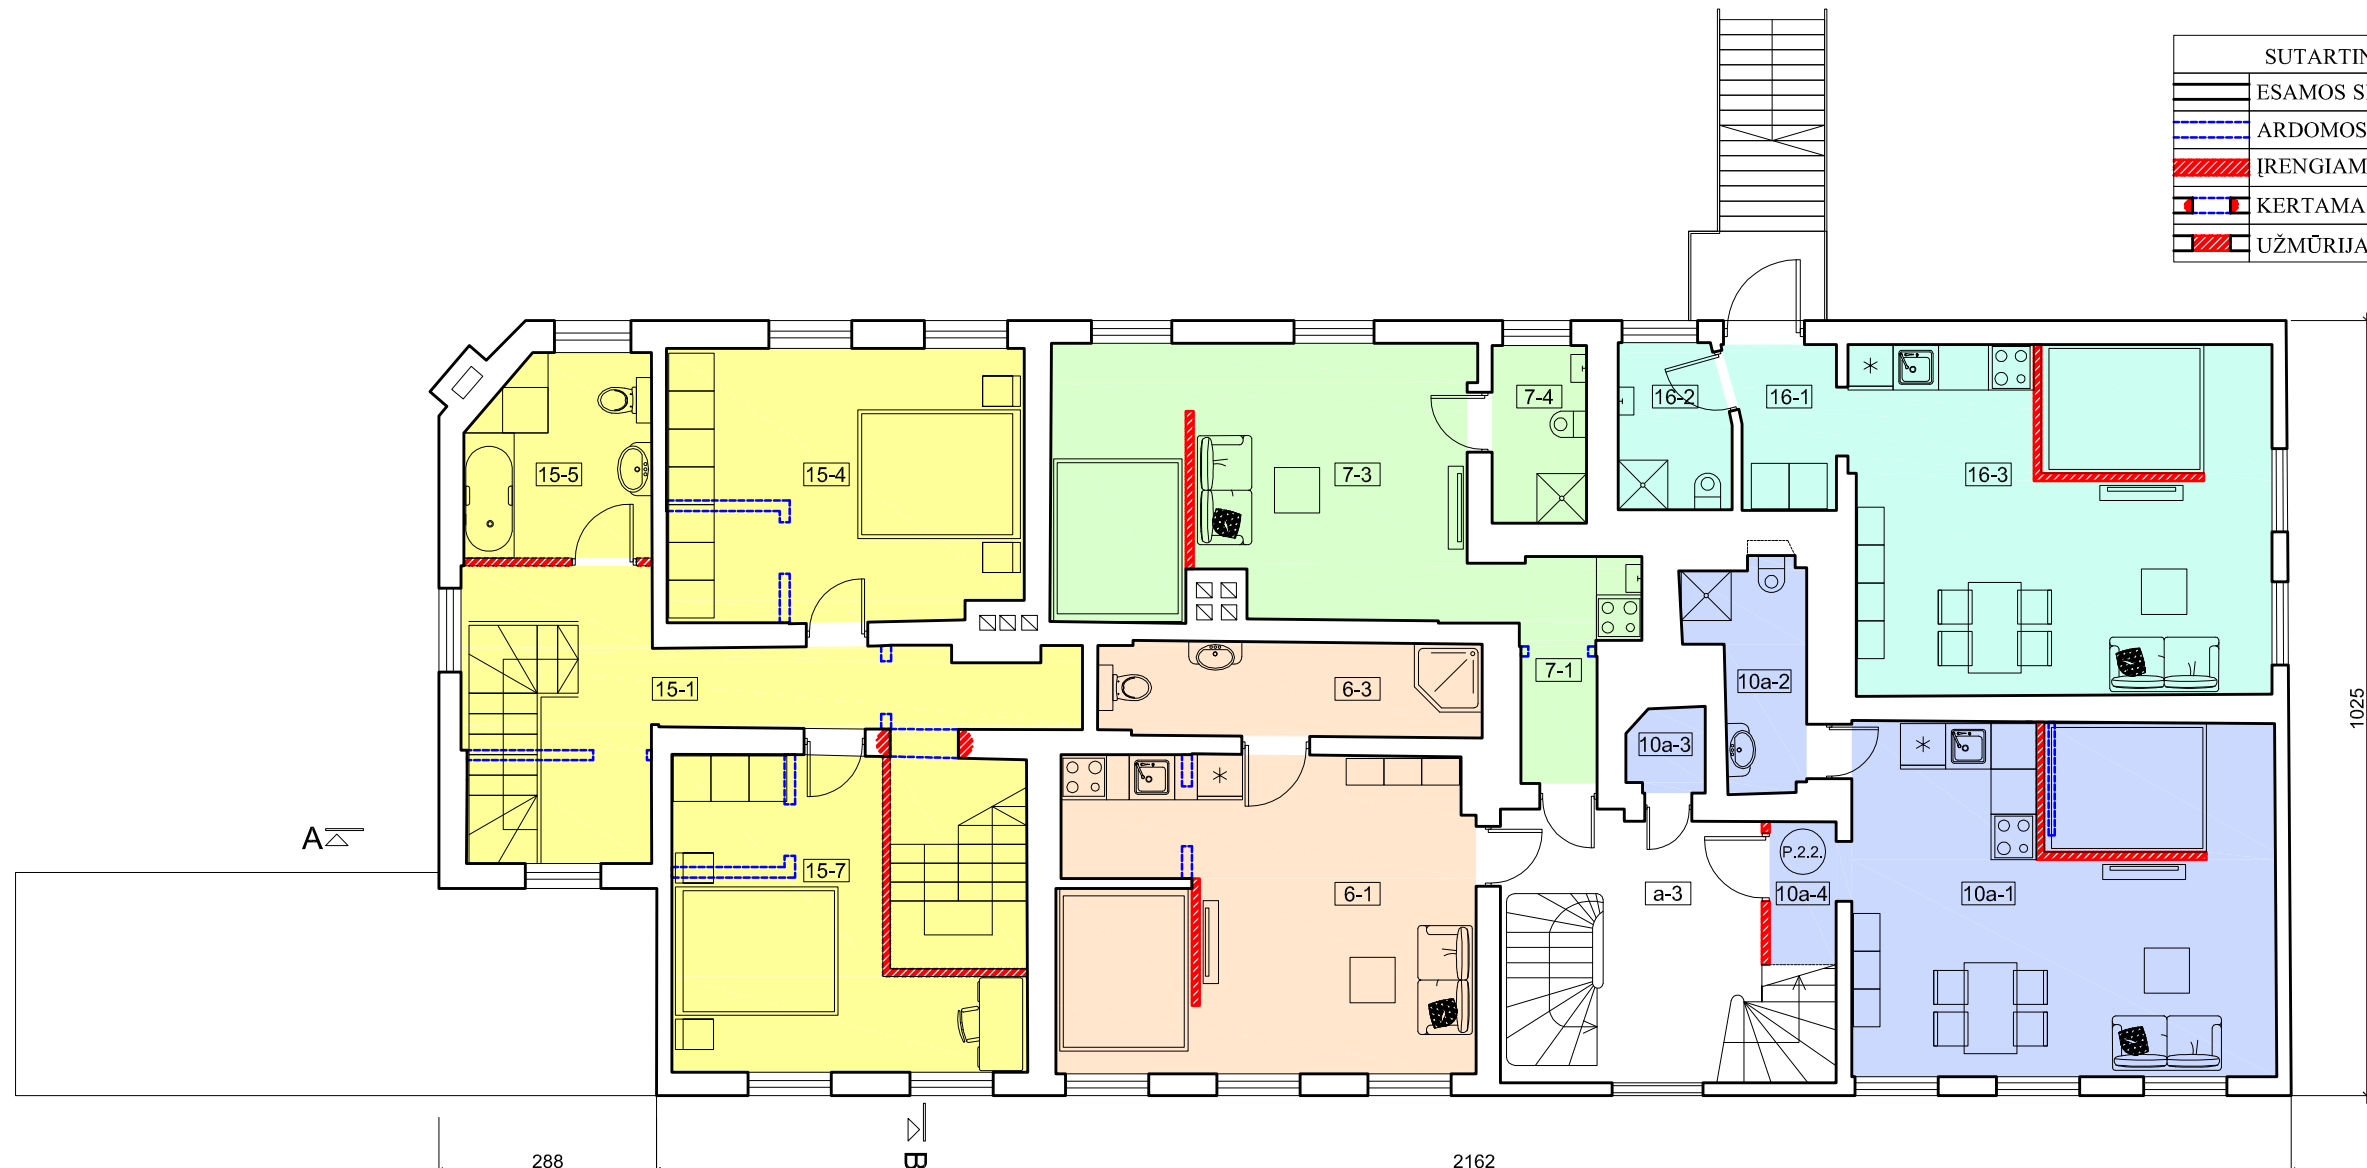 SUTARTIN
ESAMOS S
ARDOMOS
ĮRENGIAM
KERTAMA
UŽMŪRIJA
15-5
15-4
7-3
7-4
16-2
16-1
16-3
15-1
6-3
7-1
10a-2
10a-3
15-7
6-1
a-3
P.2.2.
10a-4
10a-1
1025
A
B
288
2162